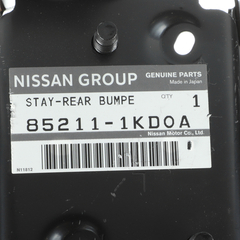 NISSAN GROUP
GENUINE PARTS
Made in Japan
STAY-REAR BUMPE
QTY 1
85211-1KD0A
Nissan Motor Co., Ltd